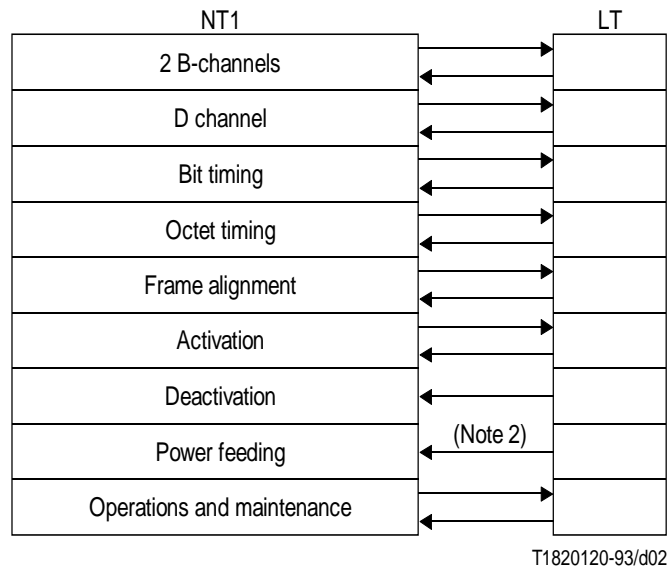 NT1 LT
2 B-channels
D channel
Bit timing
Octet timing
Frame alignment
Activation
Deactivation
Power feeding (Note 2)
Operations and maintenance
T1820120-93/d02